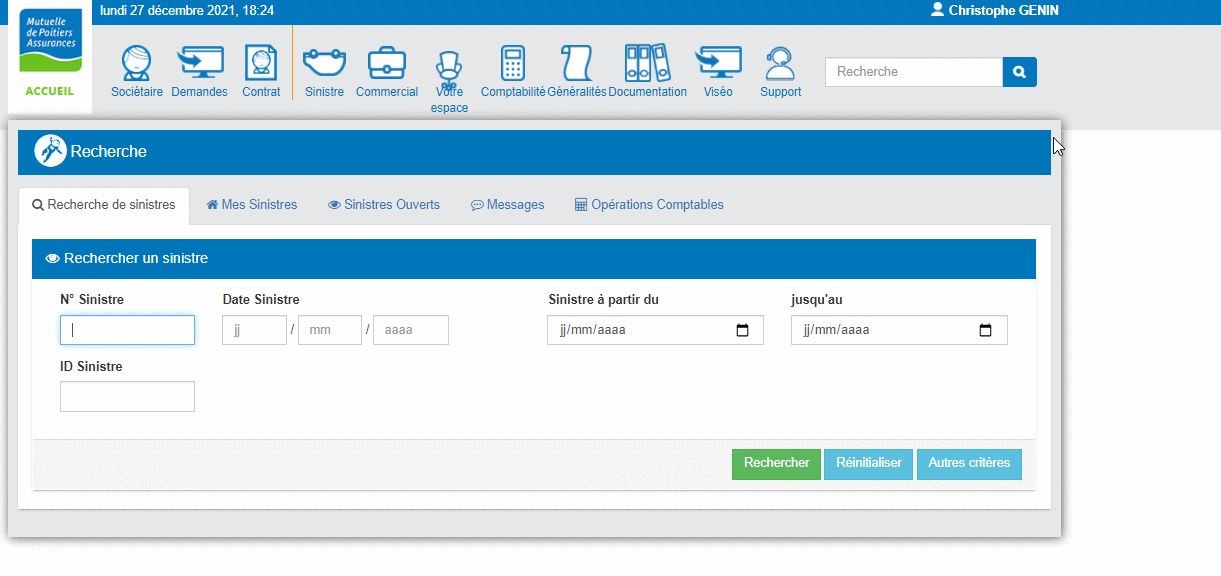 lundi 27 décembre 2021, 18:24
Christophe GENIN
Mutuelle
de Poitiers
Assurances
ACCUEIL
Sociétaire
Demandes
Contrat
Sinistre
Commercial
Votre
espace
Comptabilité
Généralités
Documentation
Viséo
Support
Recherche
Recherche
Recherche de sinistres
Mes Sinistres
Sinistres Ouverts
Messages
Opérations Comptables
Rechercher un sinistre
N° Sinistre
Date Sinistre
Sinistre à partir du
jusqu'au
jj / mm / aaaa
jj/mm/aaaa
jj/mm/aaaa
ID Sinistre
Rechercher
Réinitialiser
Autres critères